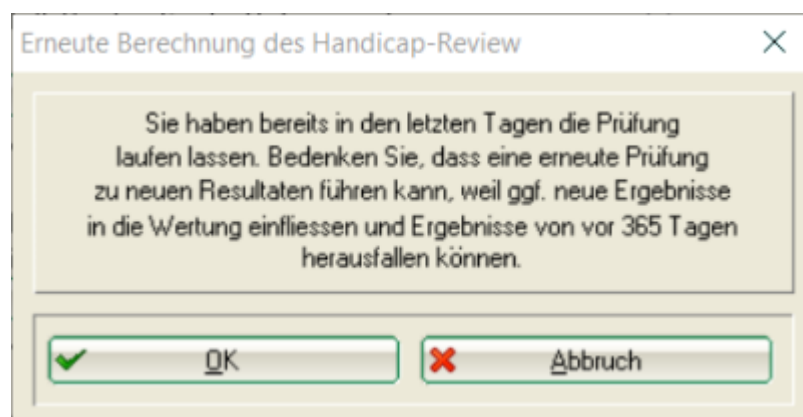 Erneute Berechnung des Handicap-Review
Sie haben bereits in den letzten Tagen die Prüfung
laufen lassen. Bedenken Sie, dass eine erneute Prüfung
zu neuen Resultaten führen kann, weil ggf. neue Ergebnisse
in die Wertung einfliessen und Ergebnisse von vor 365 Tagen
herausfallen können.
OK
Abbruch